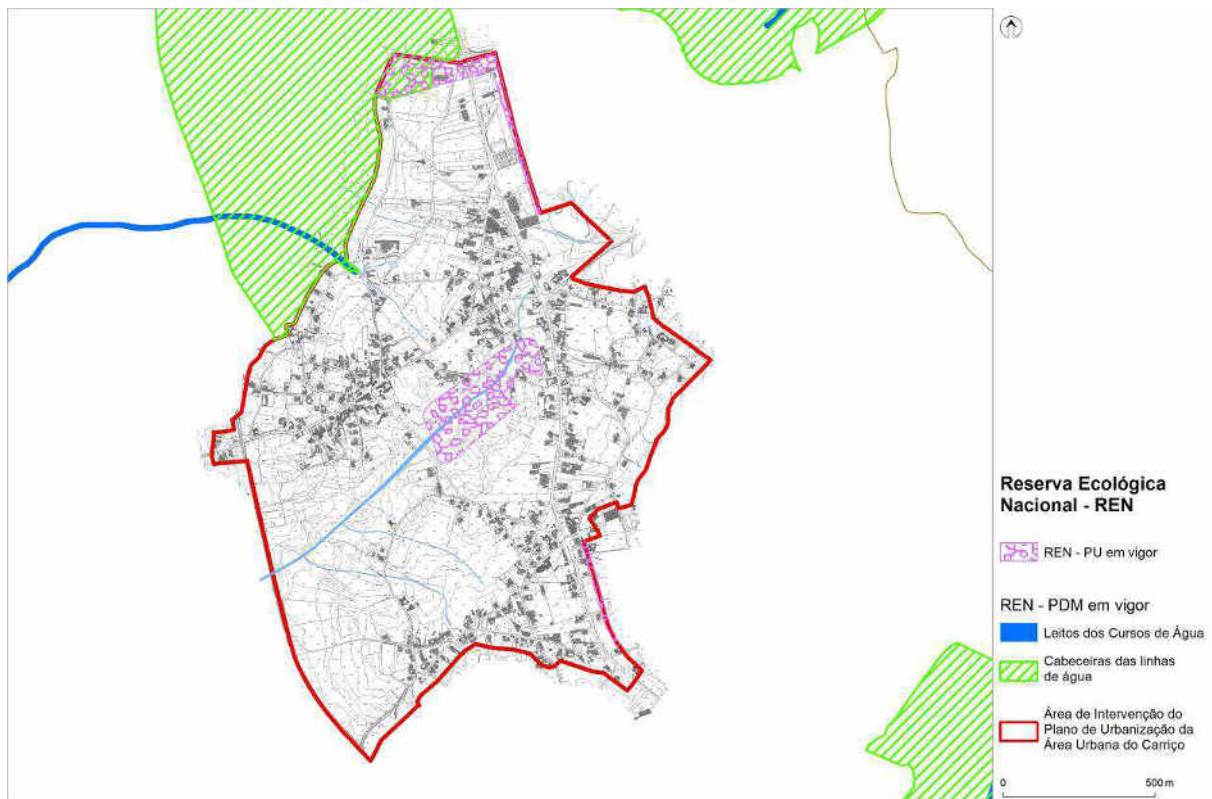 Reserva Ecológica
Nacional - REN
REN - PU em vigor
REN - PDM em vigor
Leitos dos Cursos de Água
Cabeceiras das linhas
de água
Área de Intervenção do
Plano de Urbanização da
Área Urbana do Carriço
0 500 m